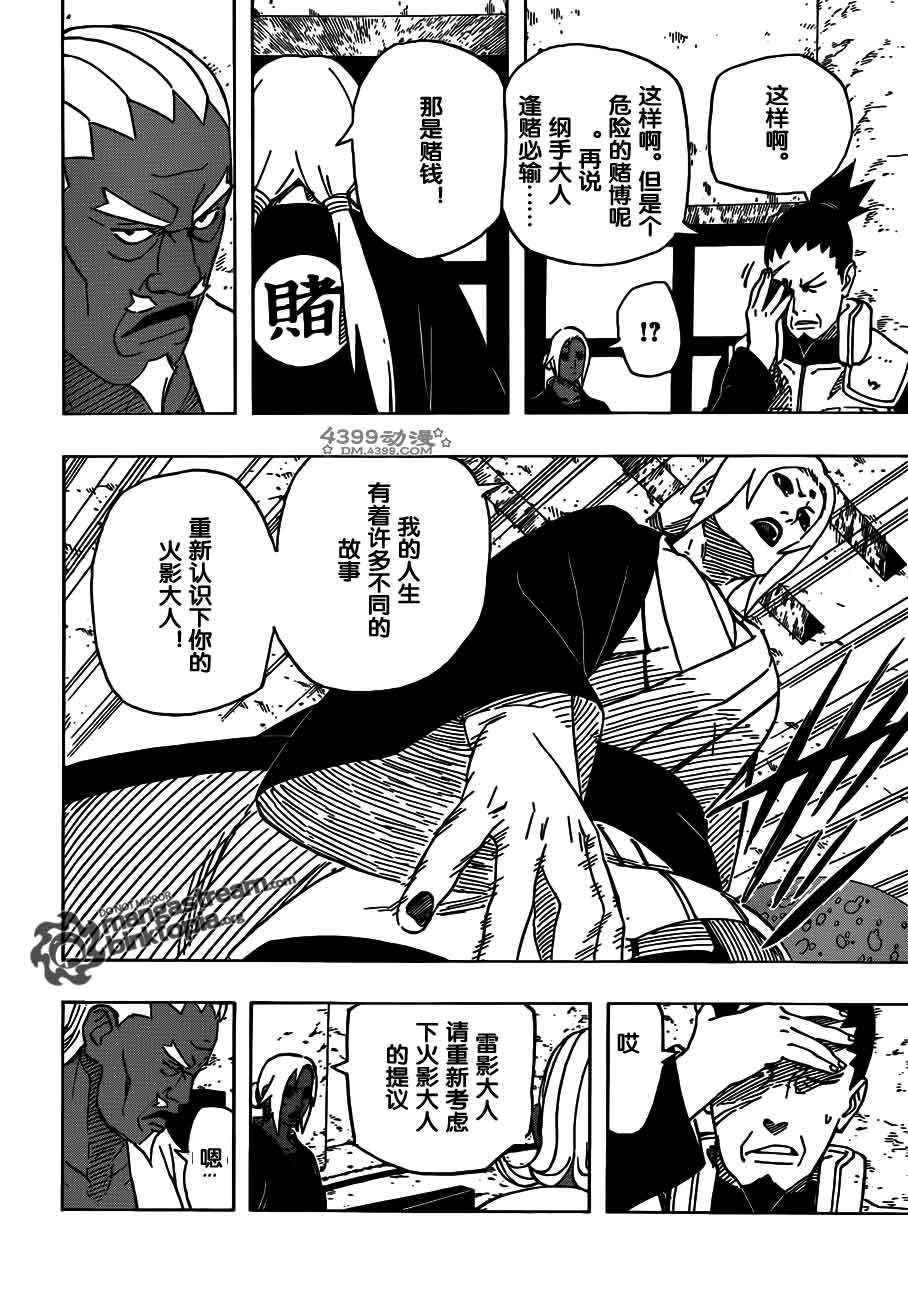 这样啊。
这样啊。但是个
危险的赌博呢
。再说
纲手大人
逢赌必输……
!?
那是赌钱！
賭
4399动漫
DM.4399.COM
我的人生
有着许多不同的
故事
重新认识下你的
火影大人！
DO NOT MIRROR
mangastream.com
binktopia.org
哎
雷影大人
请重新考虑
下火影大人
的提议
嗯…